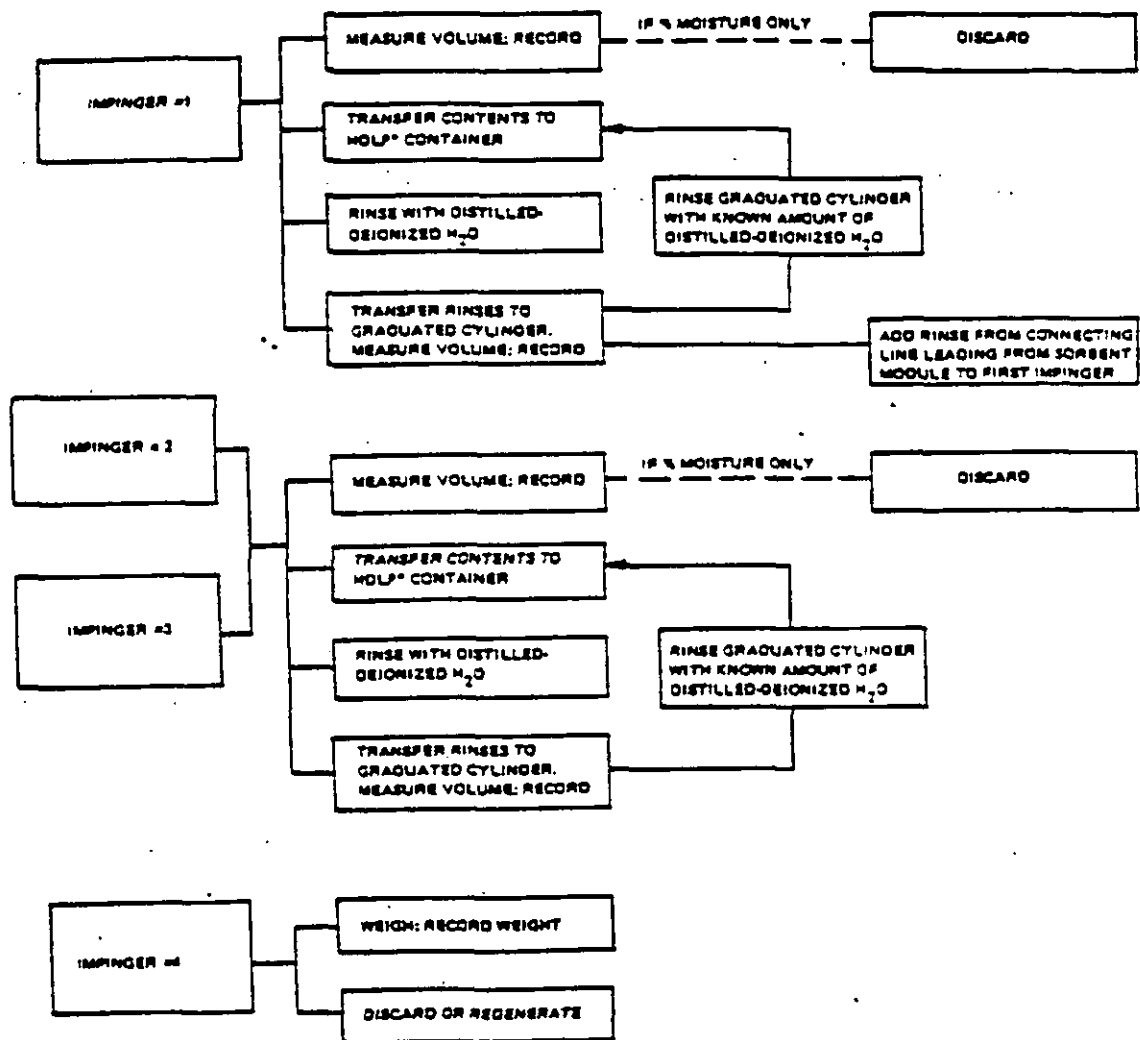 MEASURE VOLUME: RECORD
IF % MOISTURE ONLY
DISCARD
IMPINGER #1
TRANSFER CONTENTS TO
HOLP* CONTAINER
RINSE WITH DISTILLED-
DEIONIZED H2O
RINSE GRADUATED CYLINDER
WITH KNOWN AMOUNT OF
DISTILLED-DEIONIZED H2O
TRANSFER RINSES TO
GRADUATED CYLINDER.
MEASURE VOLUME: RECORD
ADD RINSE FROM CONNECTING
LINE LEADING FROM SORBENT
MODULE TO FIRST IMPINGER
IMPINGER #2
MEASURE VOLUME: RECORD
IF % MOISTURE ONLY
DISCARD
TRANSFER CONTENTS TO
HOLP* CONTAINER
IMPINGER #3
RINSE WITH DISTILLED-
DEIONIZED H2O
RINSE GRADUATED CYLINDER
WITH KNOWN AMOUNT OF
DISTILLED-DEIONIZED H2O
TRANSFER RINSES TO
GRADUATED CYLINDER.
MEASURE VOLUME: RECORD
WEIGH: RECORD WEIGHT
IMPINGER #4
DISCARD OR REGENERATE